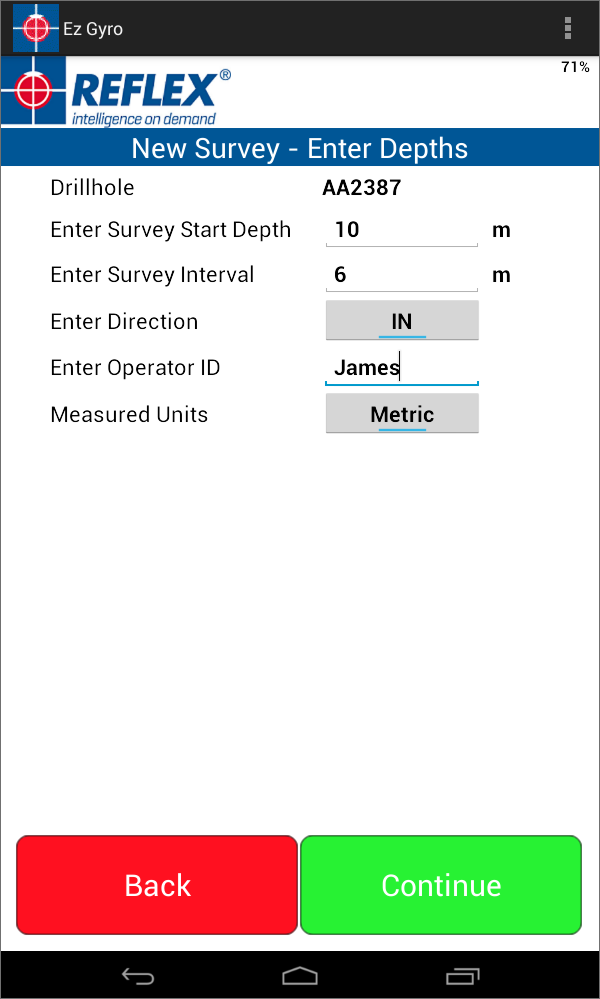 Ez Gyro
71%
REFLEX®
intelligence on demand
New Survey - Enter Depths
Drillhole AA2387
Enter Survey Start Depth 10 m
Enter Survey Interval 6 m
Enter Direction IN
Enter Operator ID James
Measured Units Metric
Back Continue